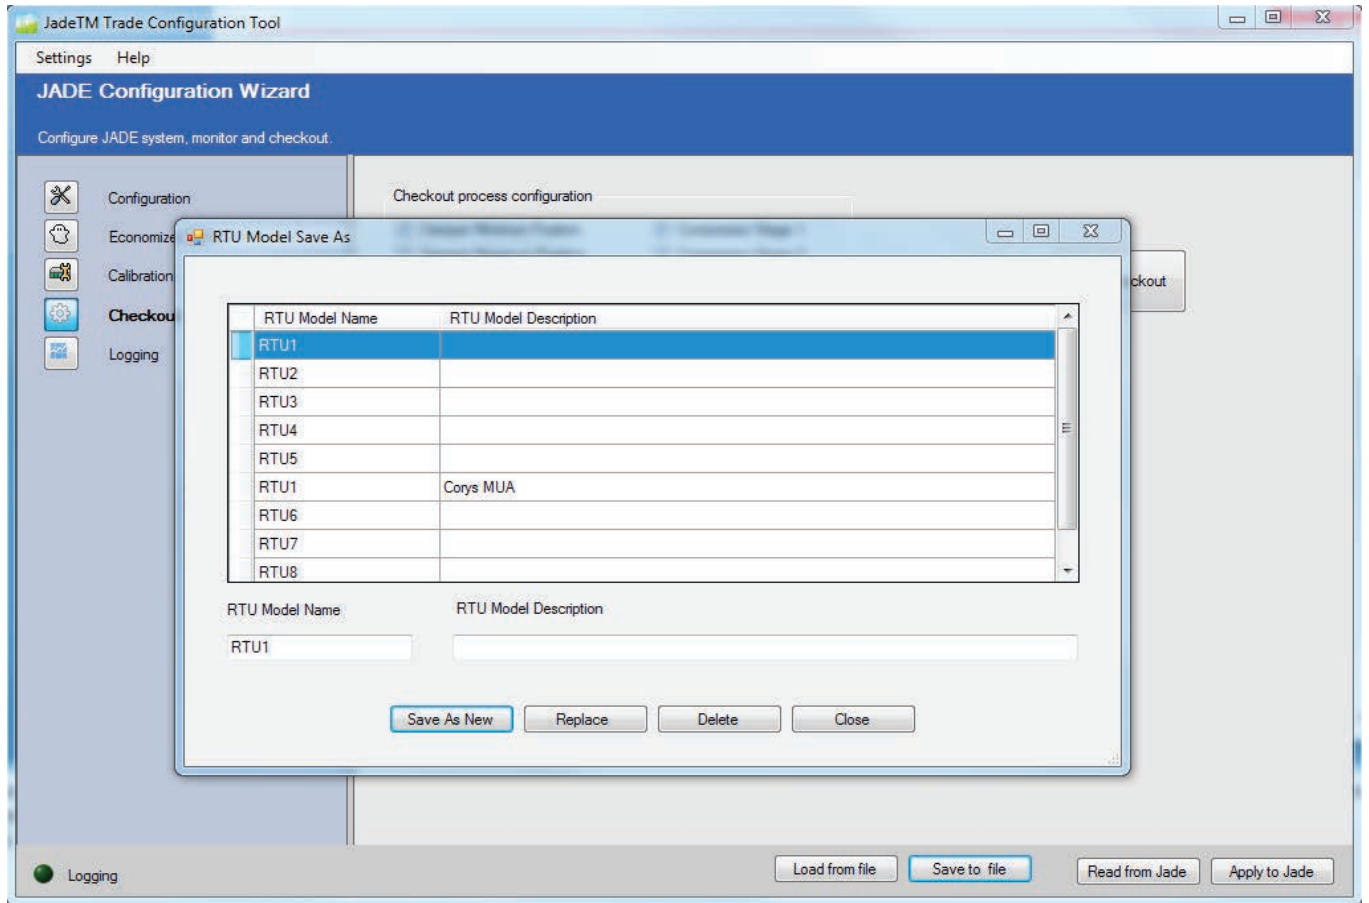 JadeTM Trade Configuration Tool
Settings Help
JADE Configuration Wizard
Configure JADE system, monitor and checkout.
Configuration
Checkout process configuration
Economize
RTU Model Save As
Calibration
ckout
Checkou
Logging
RTU Model Name RTU Model Description
RTU1
RTU2
RTU3
RTU4
RTU5
RTU1 Corys MUA
RTU6
RTU7
RTU8
RTU Model Name RTU Model Description
RTU1
Save As New Replace Delete Close
Logging Load from file Save to file Read from Jade Apply to Jade